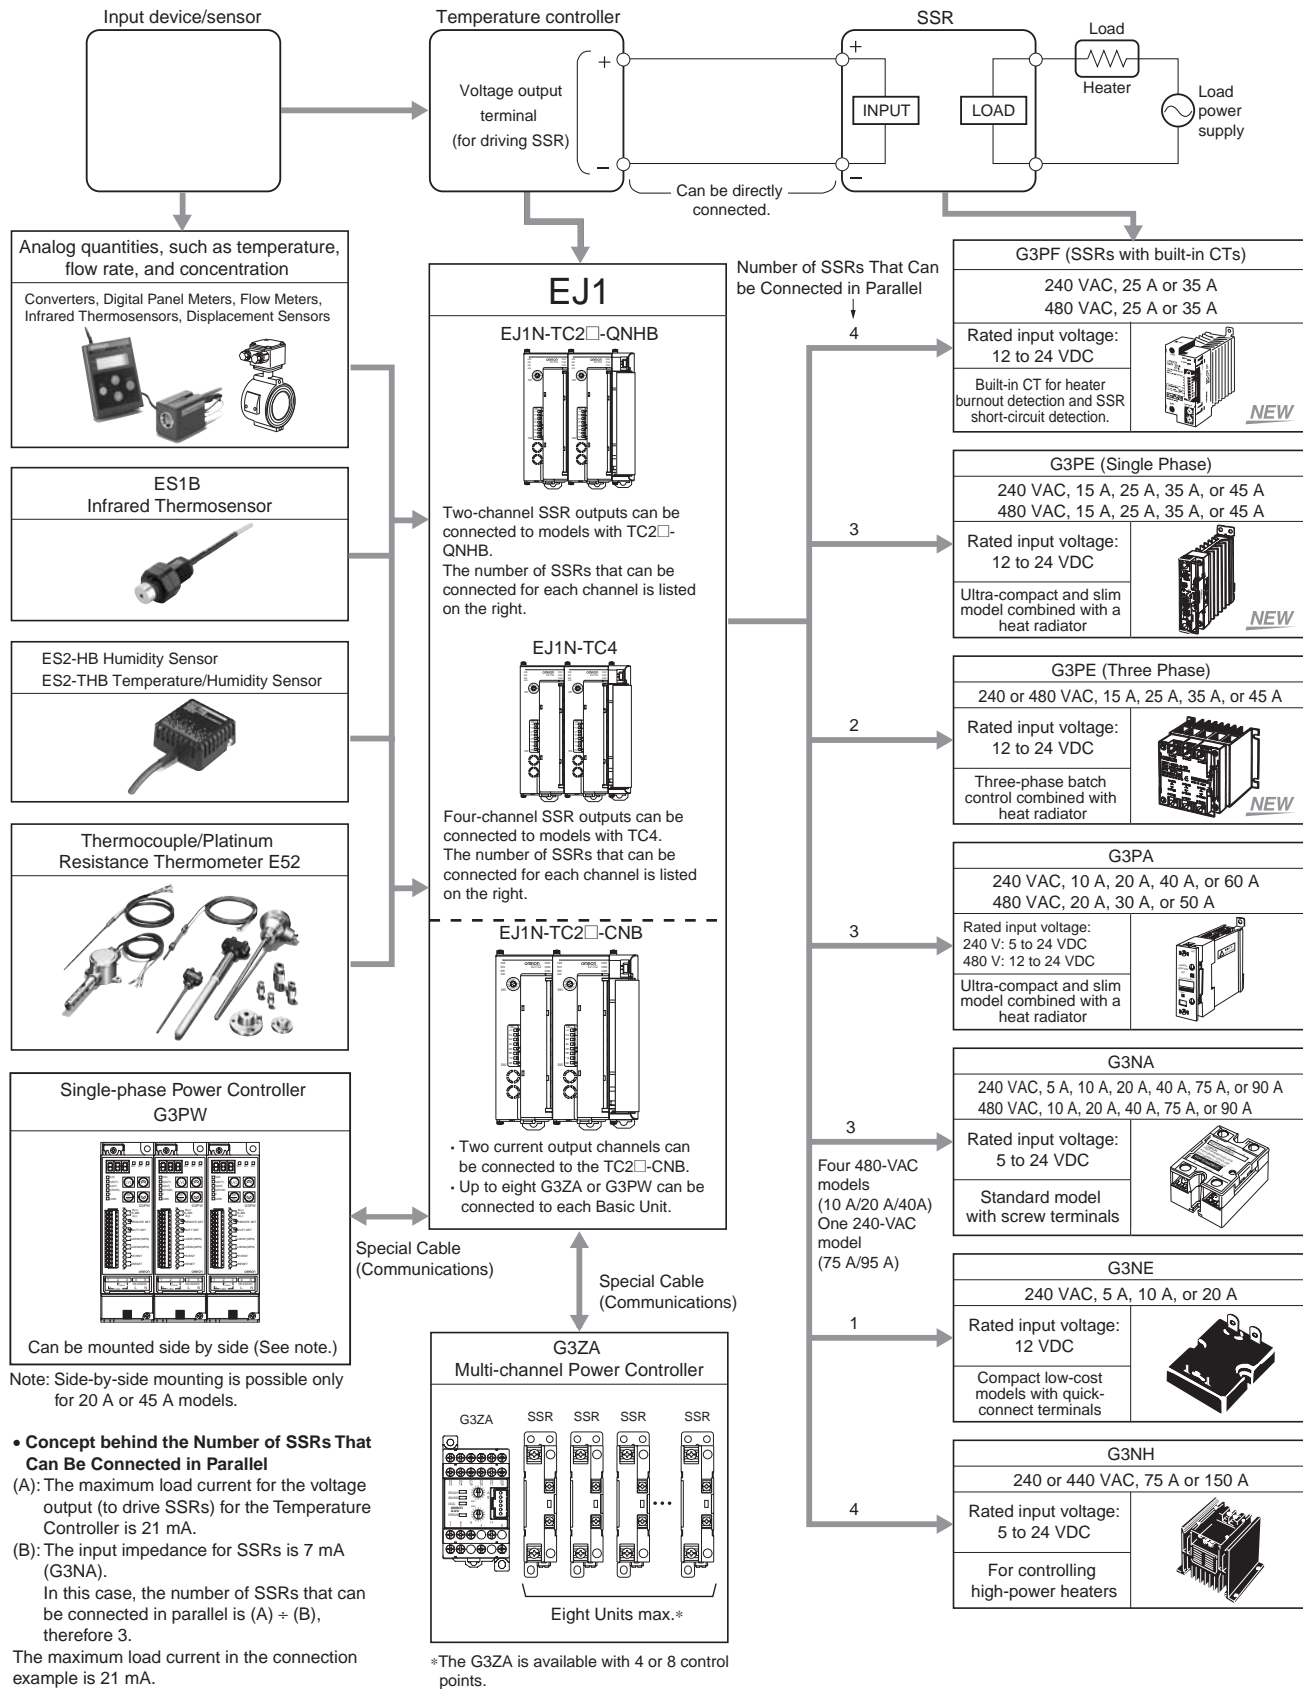 Input device/sensor
Temperature controller
SSR
Voltage output
terminal
(for driving SSR)
+
−
Can be directly
connected.
+
−
INPUT
LOAD
Load
Heater
Load
power
supply
Analog quantities, such as temperature,
flow rate, and concentration
Converters, Digital Panel Meters, Flow Meters,
Infrared Thermosensors, Displacement Sensors
ES1B
Infrared Thermosensor
ES2-HB Humidity Sensor
ES2-THB Temperature/Humidity Sensor
Thermocouple/Platinum
Resistance Thermometer E52
Single-phase Power Controller
G3PW
Can be mounted side by side (See note.)
Note: Side-by-side mounting is possible only
for 20 A or 45 A models.
• Concept behind the Number of SSRs That
Can Be Connected in Parallel
(A): The maximum load current for the voltage
output (to drive SSRs) for the Temperature
Controller is 21 mA.
(B): The input impedance for SSRs is 7 mA
(G3NA).
In this case, the number of SSRs that can
be connected in parallel is (A) ÷ (B),
therefore 3.
The maximum load current in the connection
example is 21 mA.
EJ1
EJ1N-TC2□-QNHB
Two-channel SSR outputs can be
connected to models with TC2□-
QNHB.
The number of SSRs that can be
connected for each channel is listed
on the right.
EJ1N-TC4
Four-channel SSR outputs can be
connected to models with TC4.
The number of SSRs that can be
connected for each channel is listed
on the right.
EJ1N-TC2□-CNB
· Two current output channels can
be connected to the TC2□-CNB.
· Up to eight G3ZA or G3PW can be
connected to each Basic Unit.
Special Cable
(Communications)
Special Cable
(Communications)
G3ZA
Multi-channel Power Controller
G3ZA
SSR SSR SSR SSR
Eight Units max.*
*The G3ZA is available with 4 or 8 control
points.
Number of SSRs That Can
be Connected in Parallel
4
G3PF (SSRs with built-in CTs)
240 VAC, 25 A or 35 A
480 VAC, 25 A or 35 A
Rated input voltage:
12 to 24 VDC
Built-in CT for heater
burnout detection and SSR
short-circuit detection.
NEW
3
G3PE (Single Phase)
240 VAC, 15 A, 25 A, 35 A, or 45 A
480 VAC, 15 A, 25 A, 35 A, or 45 A
Rated input voltage:
12 to 24 VDC
Ultra-compact and slim
model combined with a
heat radiator
NEW
2
G3PE (Three Phase)
240 or 480 VAC, 15 A, 25 A, 35 A, or 45 A
Rated input voltage:
12 to 24 VDC
Three-phase batch
control combined with
heat radiator
NEW
3
G3PA
240 VAC, 10 A, 20 A, 40 A, or 60 A
480 VAC, 20 A, 30 A, or 50 A
Rated input voltage:
240 V: 5 to 24 VDC
480 V: 12 to 24 VDC
Ultra-compact and slim
model combined with a
heat radiator
3
Four 480-VAC
models
(10 A/20 A/40A)
One 240-VAC
model
(75 A/95 A)
G3NA
240 VAC, 5 A, 10 A, 20 A, 40 A, 75 A, or 90 A
480 VAC, 10 A, 20 A, 40 A, 75 A, or 90 A
Rated input voltage:
5 to 24 VDC
Standard model
with screw terminals
1
G3NE
240 VAC, 5 A, 10 A, or 20 A
Rated input voltage:
12 VDC
Compact low-cost
models with quick-
connect terminals
4
G3NH
240 or 440 VAC, 75 A or 150 A
Rated input voltage:
5 to 24 VDC
For controlling
high-power heaters